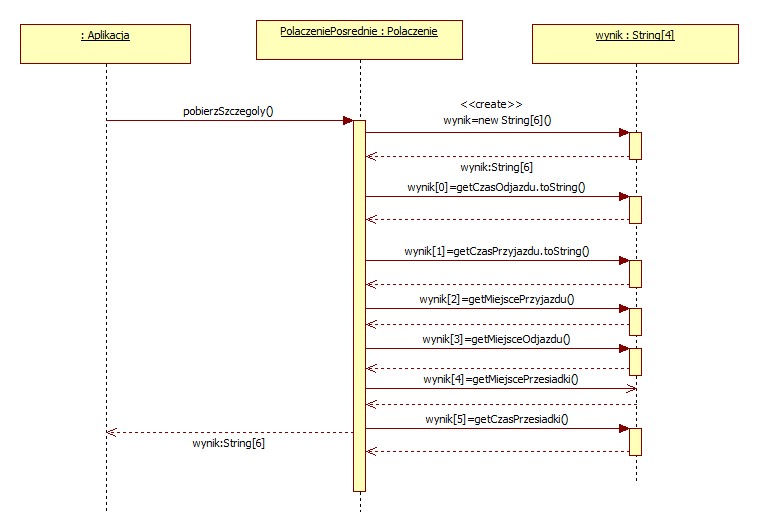 : Aplikacja
PolaczeniePosrednie : Polaczenie
wynik : String[4]
<<create>>
pobierzSzczegoly()
wynik=new String[6]()
wynik:String[6]
wynik[0]=getCzasOdjazdu.toString()
wynik[1]=getCzasPrzyjazdu.toString()
wynik[2]=getMiejscePrzyjazdu()
wynik[3]=getMiejsceOdjazdu()
wynik[4]=getMiejscePrzesiadki()
wynik[5]=getCzasPrzesiadki()
wynik:String[6]